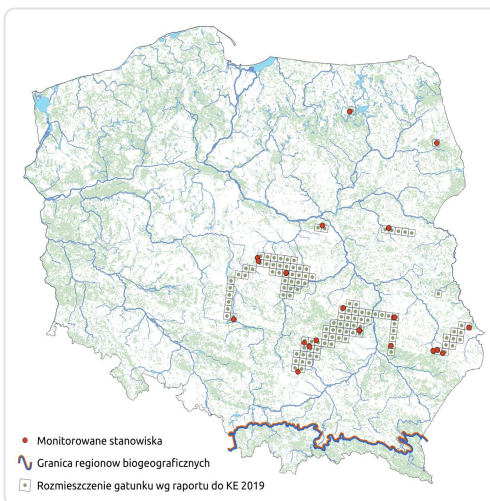 Monitorowane stanowiska
Granica regionów biogeograficznych
Rozmieszczenie gatunku wg raportu do KE 2019